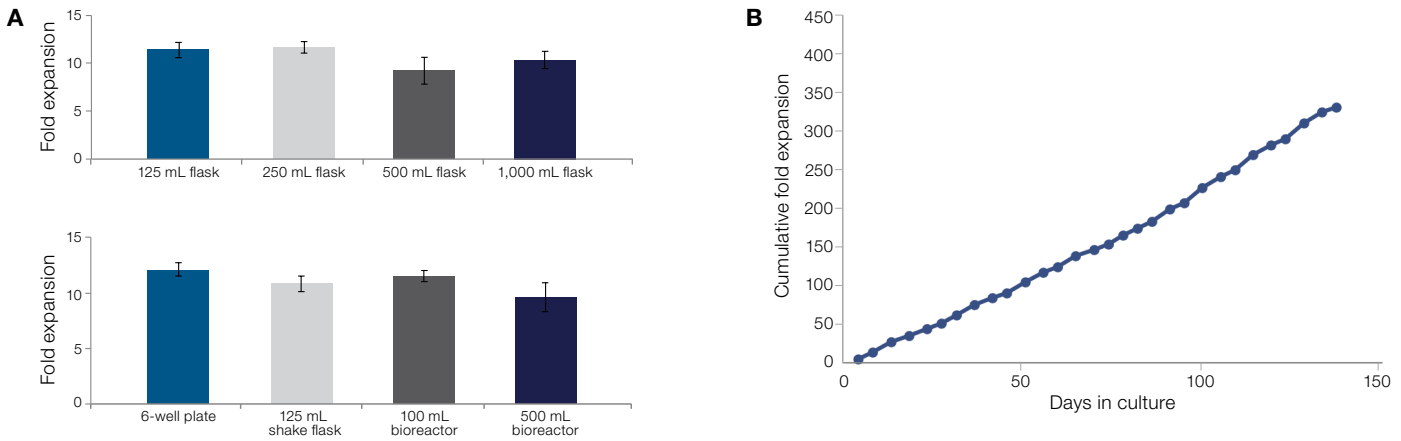 A
Fold expansion
15
10
5
0
125 mL flask
250 mL flask
500 mL flask
1,000 mL flask
Fold expansion
15
10
5
0
6-well plate
125 mL
shake flask
100 mL
bioreactor
500 mL
bioreactor
B
Cumulative fold expansion
450
400
350
300
250
200
150
100
50
0
0
50
100
150
Days in culture